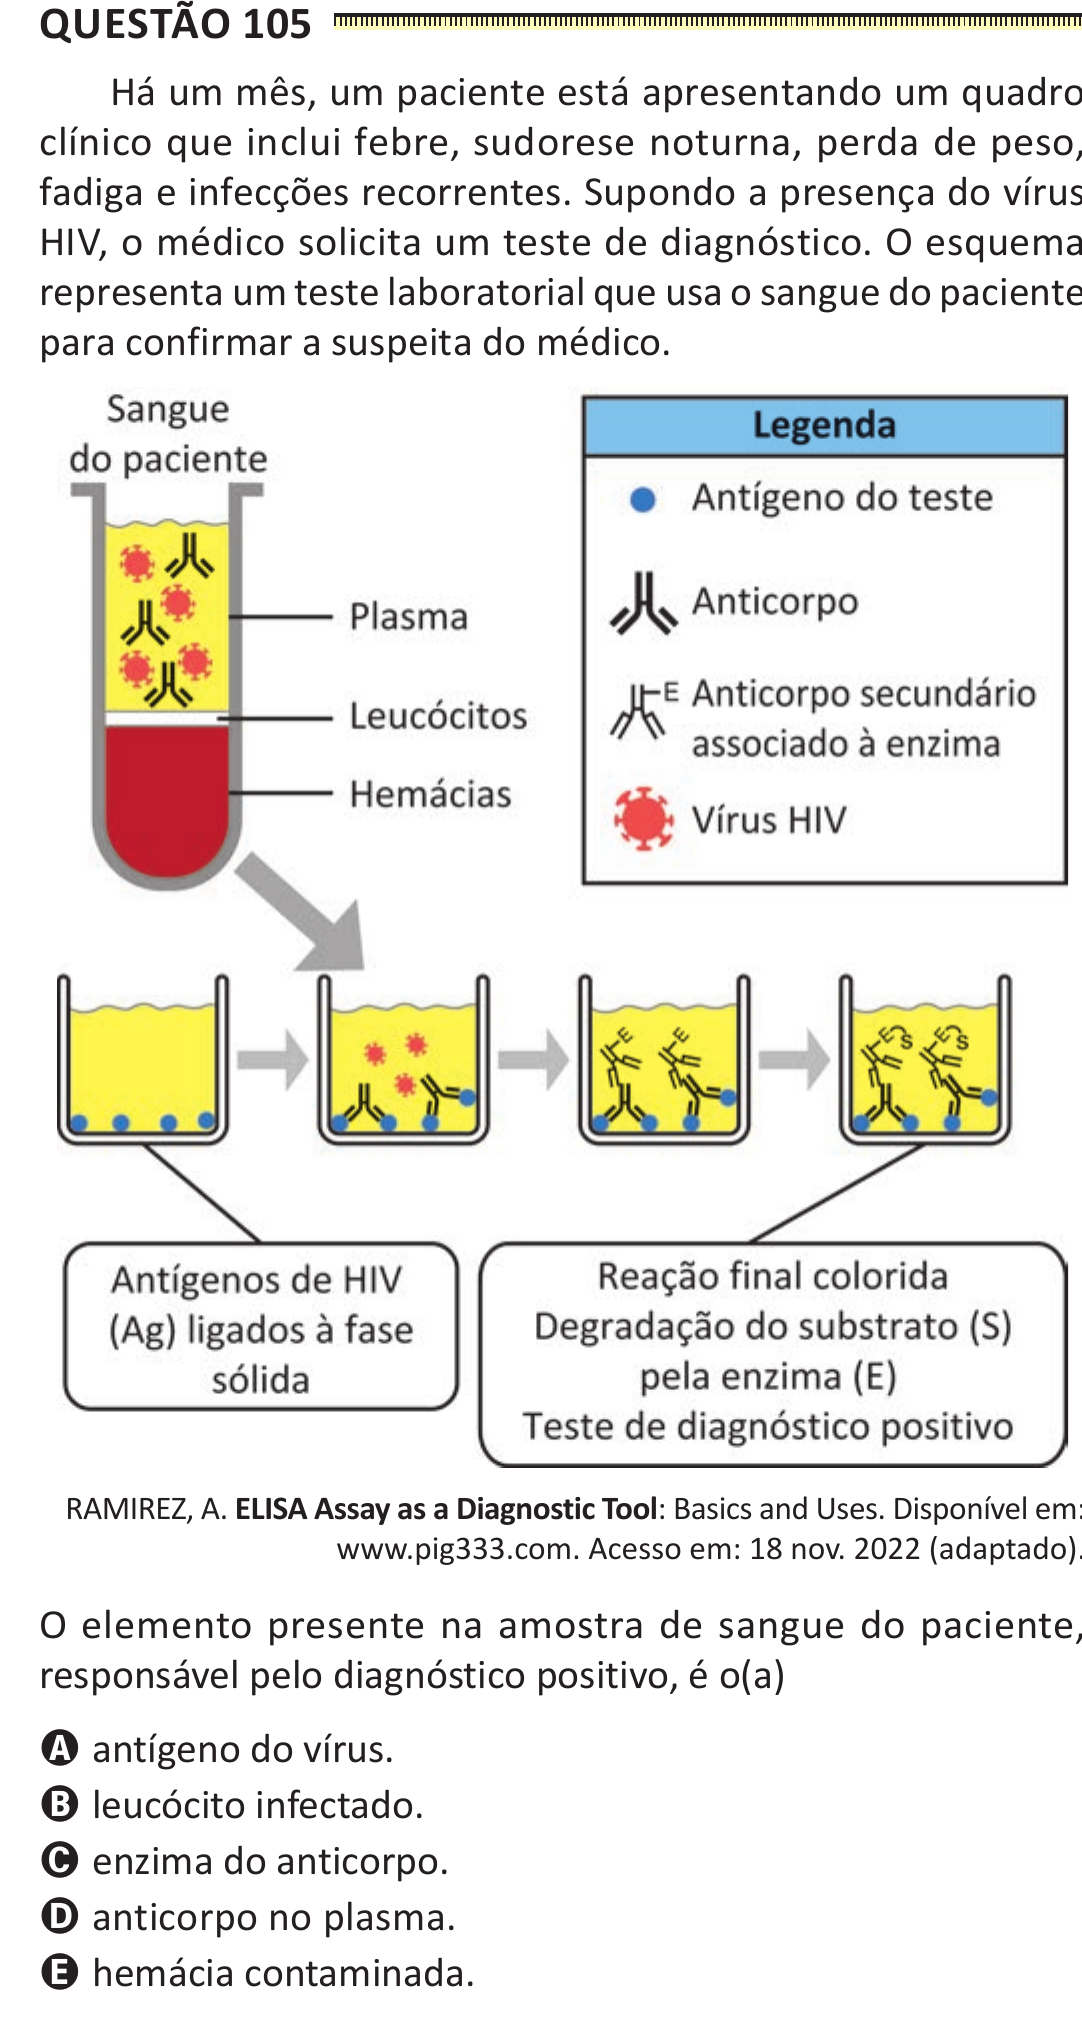 QUESTÃO 105
Há um mês, um paciente está apresentando um quadro
clínico que inclui febre, sudorese noturna, perda de peso,
fadiga e infecções recorrentes. Supondo a presença do vírus
HIV, o médico solicita um teste de diagnóstico. O esquema
representa um teste laboratorial que usa o sangue do paciente
para confirmar a suspeita do médico.
Sangue
do paciente
Plasma
Leucócitos
Hemácias
Legenda
Antígeno do teste
Anticorpo
E Anticorpo secundário
associado à enzima
Vírus HIV
E E
E S E S
Antígenos de HIV
(Ag) ligados à fase
sólida
Reação final colorida
Degradação do substrato (S)
pela enzima (E)
Teste de diagnóstico positivo
RAMIREZ, A. ELISA Assay as a Diagnostic Tool: Basics and Uses. Disponível em:
www.pig333.com. Acesso em: 18 nov. 2022 (adaptado).
O elemento presente na amostra de sangue do paciente,
responsável pelo diagnóstico positivo, é o(a)
A antígeno do vírus.
B leucócito infectado.
C enzima do anticorpo.
D anticorpo no plasma.
E hemácia contaminada.